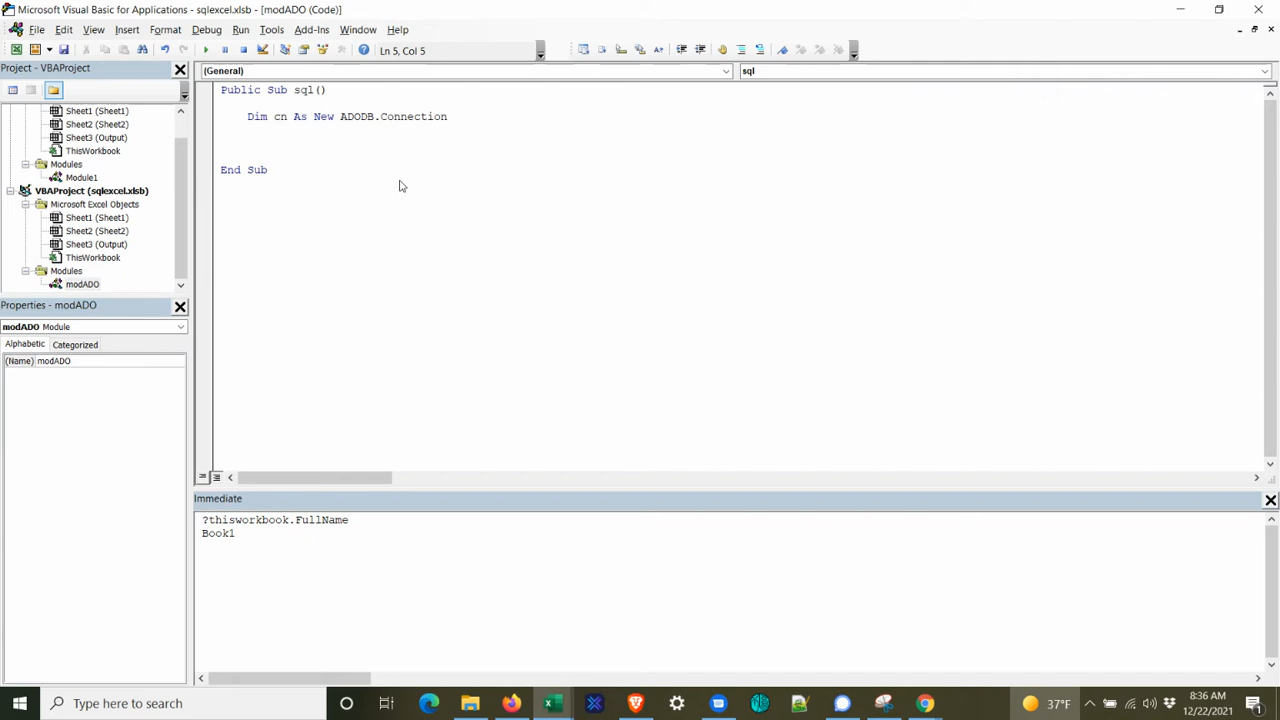 Microsoft Visual Basic for Applications - sqlexcel.xlsb - [modADO (Code)]
File Edit View Insert Format Debug Run Tools Add-Ins Window Help
Ln 5, Col 5
Project - VBAProject
(General)
sql
Sheet1 (Sheet1)
Sheet2 (Sheet2)
Sheet3 (Output)
ThisWorkbook
Modules
Module1
VBAProject (sqlexcel.xlsb)
Microsoft Excel Objects
Sheet1 (Sheet1)
Sheet2 (Sheet2)
Sheet3 (Output)
ThisWorkbook
Modules
modADO
Properties - modADO
modADO Module
Alphabetic Categorized
(Name) modADO
Public Sub sql()
Dim cn As New ADODB.Connection
End Sub
Immediate
?thisworkbook.FullName
Book1
Type here to search
37°F
8:36 AM
12/22/2021
1